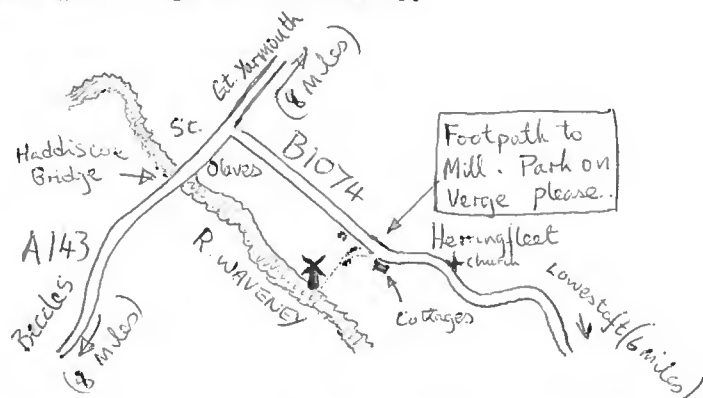 Gt. Yarmouth
(8 miles)
St.
Olaves
Haddiscoe
Bridge
B1074
Footpath to
Mill. Park on
Verge please.
A143
R. WAVENEY
Herringfleet
church
Cottages
Beccles
(8 miles)
Lowestoft (6 miles)